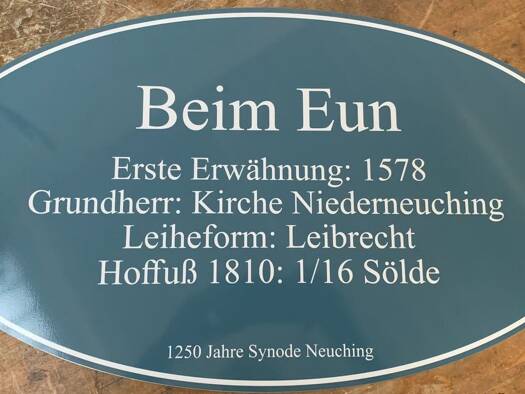 Beim Eun
Erste Erwähnung: 1578
Grundherr: Kirche Niederneuching
Leiheform: Leibrecht
Hoffuß 1810: 1/16 Sölde
1250 Jahre Synode Neuching